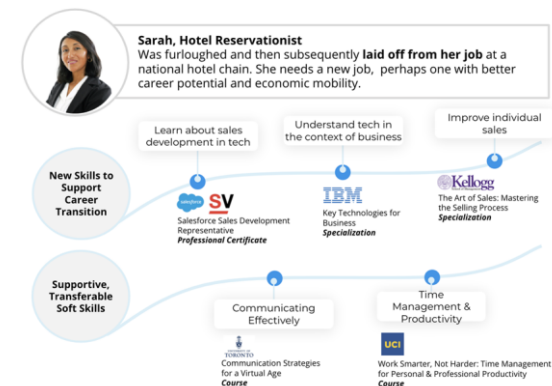 Sarah, Hotel Reservationist
Was furloughed and then subsequently laid off from her job at a
national hotel chain. She needs a new job, perhaps one with better
career potential and economic mobility.
Learn about sales
development in tech
Understand tech in
the context of business
Improve individual
sales
New Skills to
Support
Career
Transition
salesforce
SV
IBM
Kellogg
Salesforce Sales Development
Representative
Professional Certificate
Key Technologies for
Business
Specialization
The Art of Sales: Mastering
the Selling Process
Specialization
Supportive,
Transferable
Soft Skills
Communicating
Effectively
Time
Management &
Productivity
UNIVERSITY OF
TORONTO
UCI
Communication Strategies
for a Virtual Age
Course
Work Smarter, Not Harder: Time Management
for Personal & Professional Productivity
Course